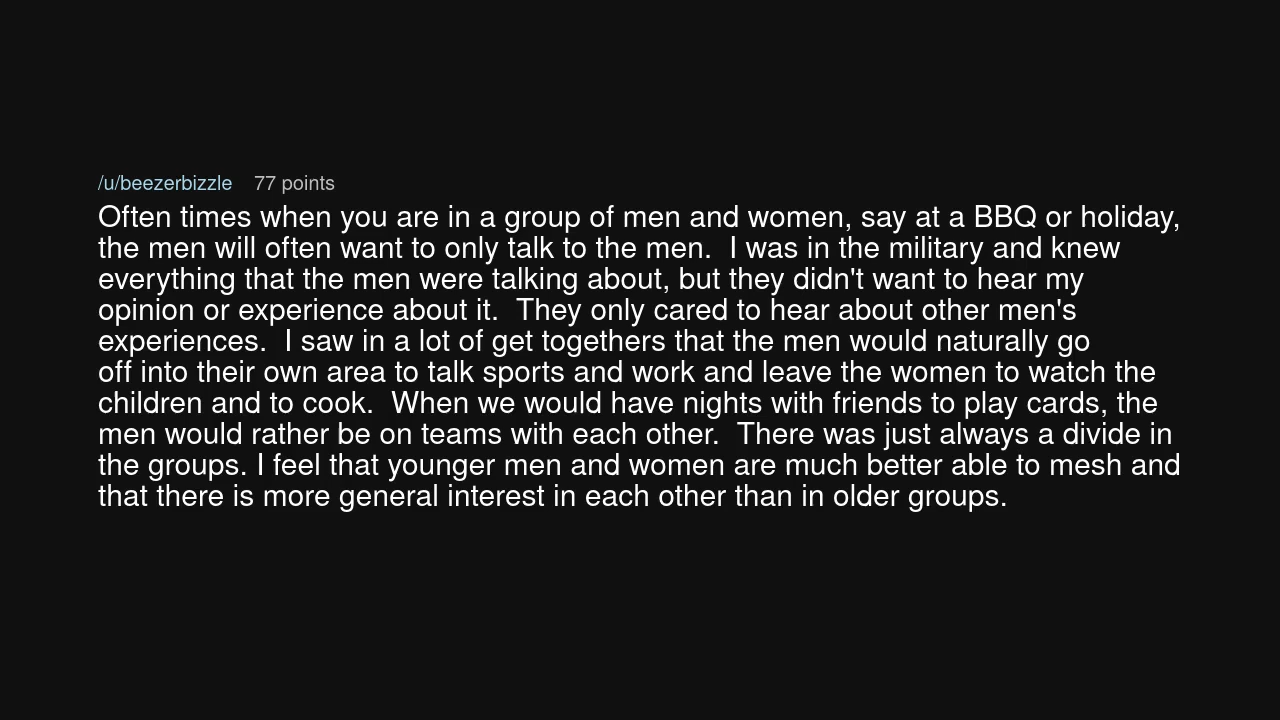 /u/beezerbizzle 77 points
Often times when you are in a group of men and women, say at a BBQ or holiday,
the men will often want to only talk to the men.  I was in the military and knew
everything that the men were talking about, but they didn't want to hear my
opinion or experience about it.  They only cared to hear about other men's
experiences.  I saw in a lot of get togethers that the men would naturally go
off into their own area to talk sports and work and leave the women to watch the
children and to cook.  When we would have nights with friends to play cards, the
men would rather be on teams with each other.  There was just always a divide in
the groups. I feel that younger men and women are much better able to mesh and
that there is more general interest in each other than in older groups.